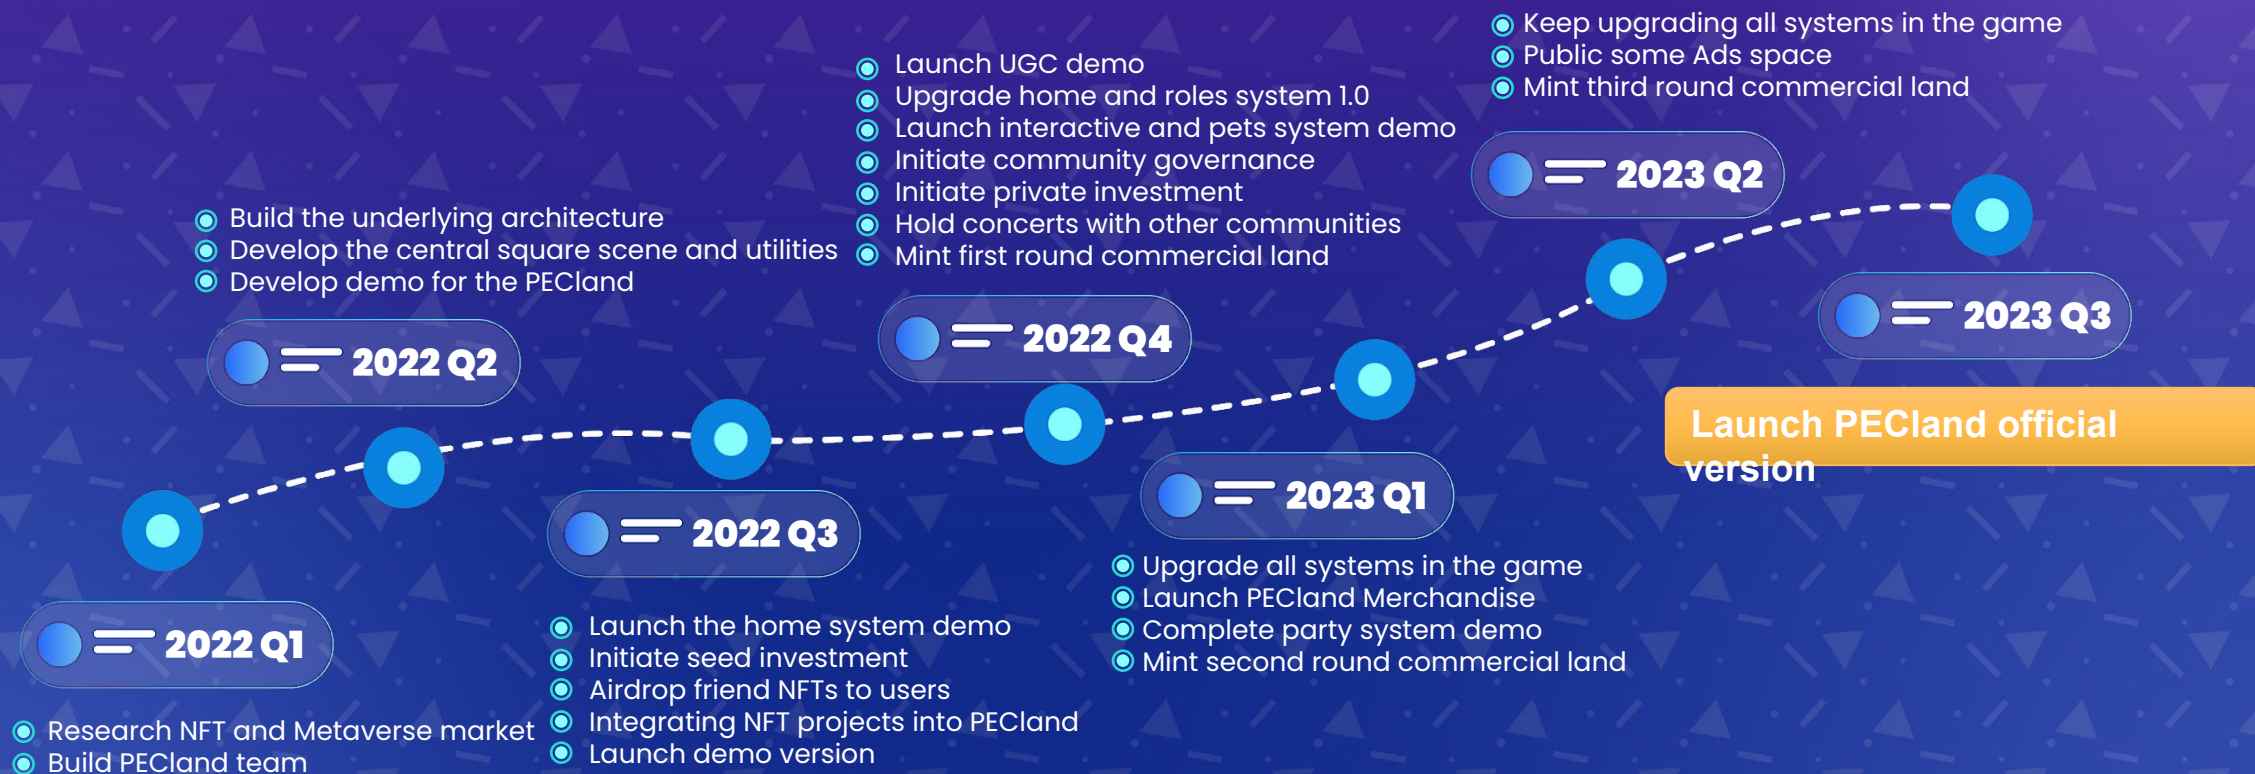 2022 Q1
Research NFT and Metaverse market
Build PECland team
Build the underlying architecture
Develop the central square scene and utilities
Develop demo for the PECland
2022 Q2
2022 Q3
Launch the home system demo
Initiate seed investment
Airdrop friend NFTs to users
Integrating NFT projects into PECland
Launch demo version
Launch UGC demo
Upgrade home and roles system 1.0
Launch interactive and pets system demo
Initiate community governance
Initiate private investment
Hold concerts with other communities
Mint first round commercial land
2022 Q4
2023 Q1
Upgrade all systems in the game
Launch PECland Merchandise
Complete party system demo
Mint second round commercial land
Keep upgrading all systems in the game
Public some Ads space
Mint third round commercial land
2023 Q2
2023 Q3
Launch PECland official
version